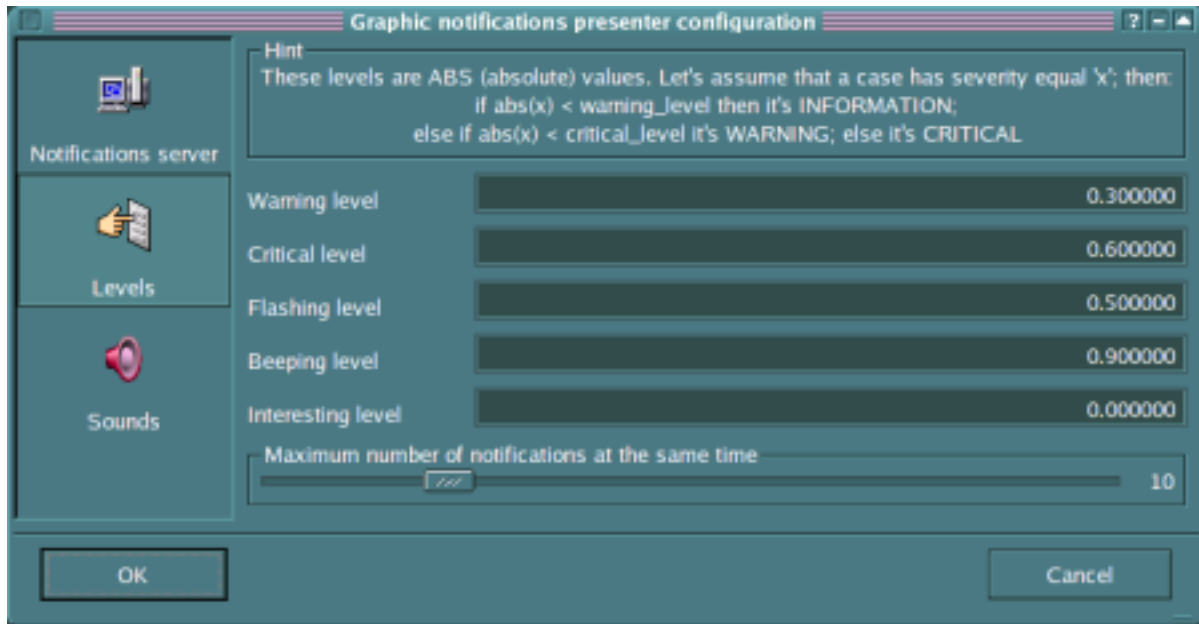 Graphic notifications presenter configuration
Notifications server
Levels
Sounds
Hint
These levels are ABS (absolute) values. Let's assume that a case has severity equal 'x'; then:
if abs(x) < warning_level then it's INFORMATION;
else if abs(x) < critical_level it's WARNING; else it's CRITICAL
Warning level 0.300000
Critical level 0.600000
Flashing level 0.500000
Beeping level 0.900000
Interesting level 0.000000
Maximum number of notifications at the same time
10
OK
Cancel